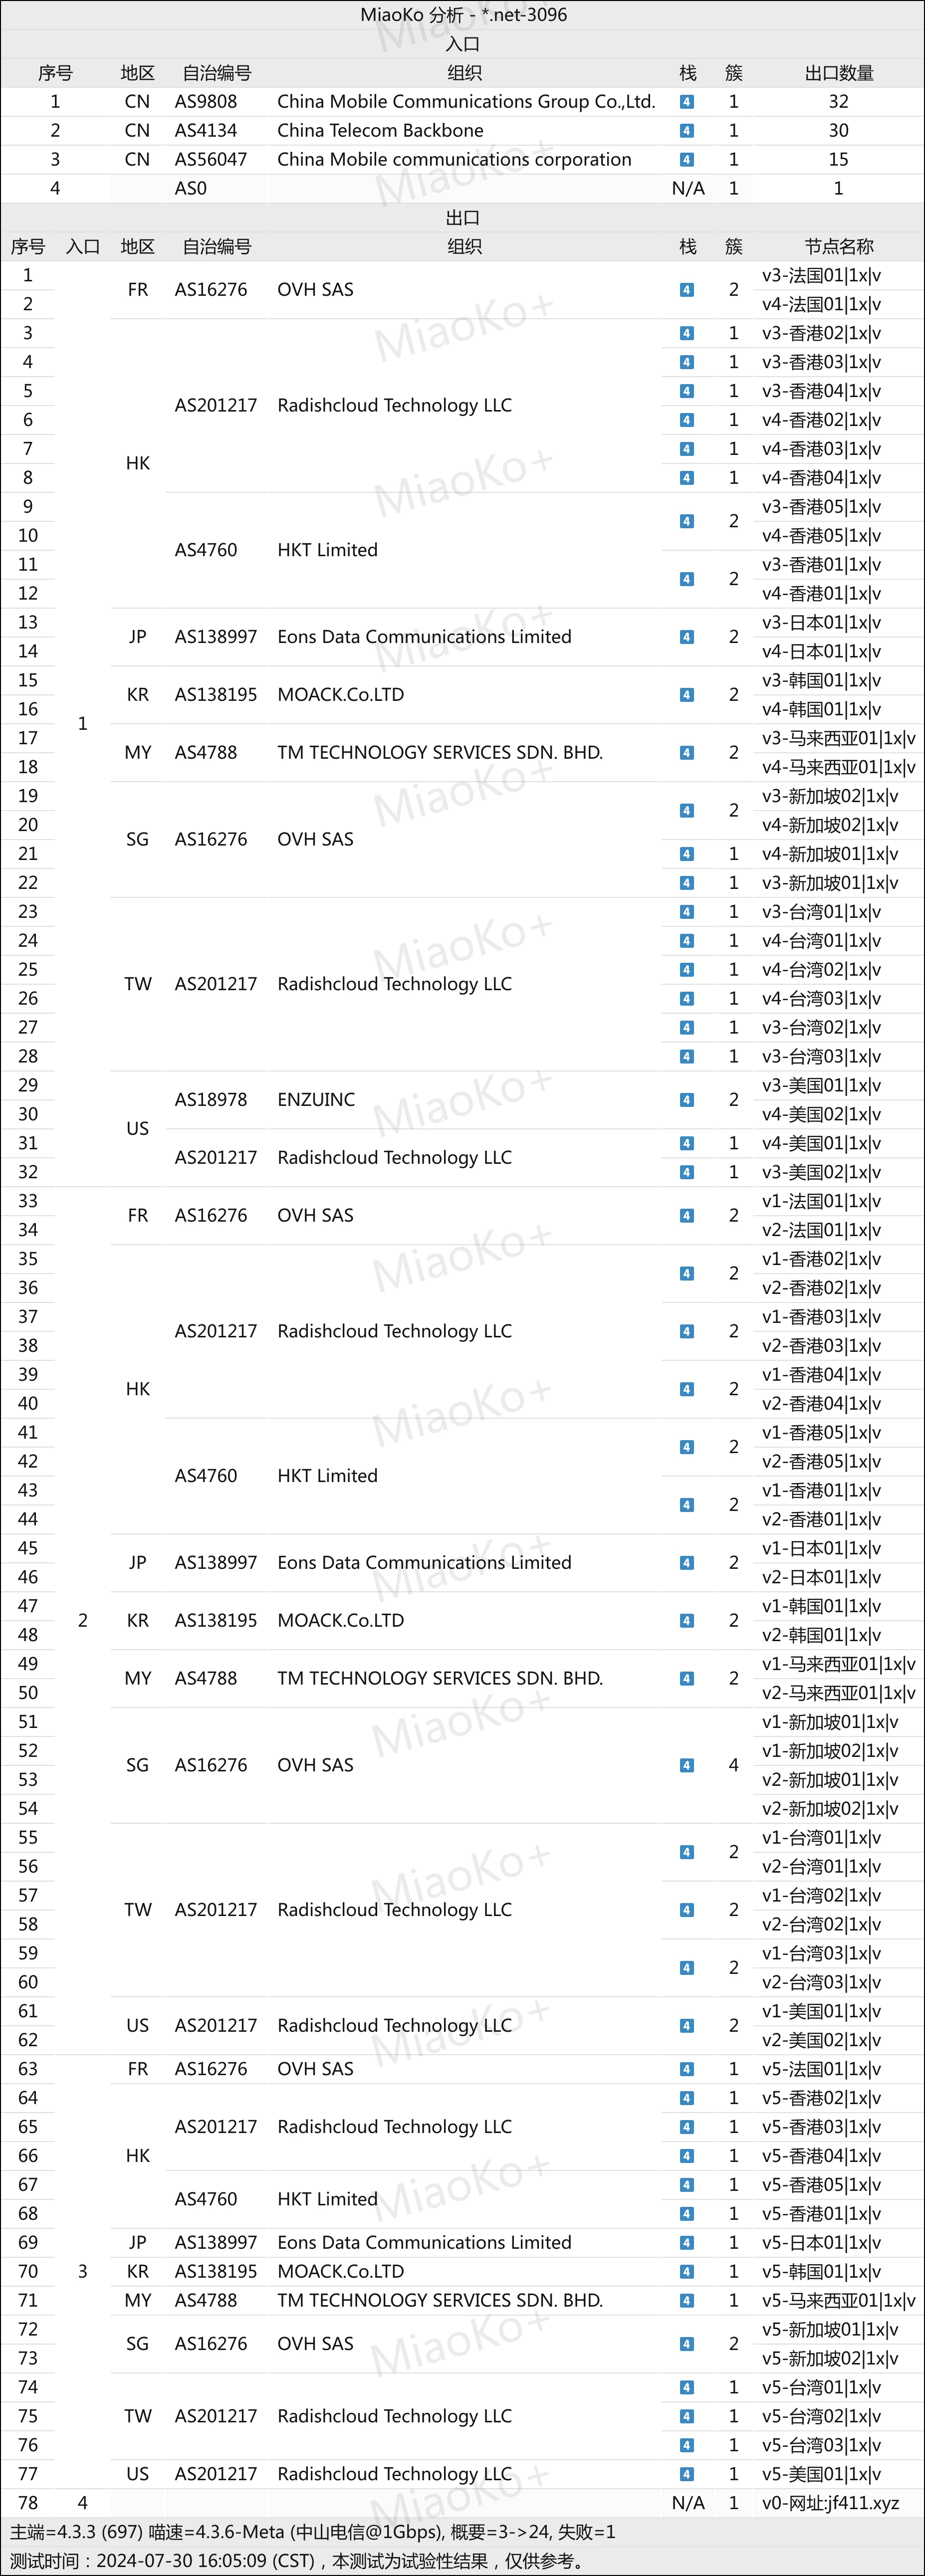 MiaoKo 分析 - *.net-3096
入口
序号 地区 自治编号 组织 栈 簇 出口数量
1 CN AS9808 China Mobile Communications Group Co.,Ltd. 4 1 32
2 CN AS4134 China Telecom Backbone 4 1 30
3 CN AS56047 China Mobile communications corporation 4 1 15
4 AS0 N/A 1 1
出口
序号 入口 地区 自治编号 组织 栈 簇 节点名称
1 1 FR AS16276 OVH SAS 4 2 v3-法国01|1x|v
2 v4-法国01|1x|v
3 HK AS201217 Radishcloud Technology LLC 4 1 v3-香港02|1x|v
4 4 1 v3-香港03|1x|v
5 4 1 v3-香港04|1x|v
6 4 1 v4-香港02|1x|v
7 4 1 v4-香港03|1x|v
8 4 1 v4-香港04|1x|v
9 AS4760 HKT Limited 4 2 v3-香港05|1x|v
10 v4-香港05|1x|v
11 4 2 v3-香港01|1x|v
12 v4-香港01|1x|v
13 JP AS138997 Eons Data Communications Limited 4 2 v3-日本01|1x|v
14 v4-日本01|1x|v
15 KR AS138195 MOACK.Co.LTD 4 2 v3-韩国01|1x|v
16 v4-韩国01|1x|v
17 MY AS4788 TM TECHNOLOGY SERVICES SDN. BHD. 4 2 v3-马来西亚01|1x|v
18 v4-马来西亚01|1x|v
19 SG AS16276 OVH SAS 4 2 v3-新加坡02|1x|v
20 v4-新加坡02|1x|v
21 4 1 v4-新加坡01|1x|v
22 4 1 v3-新加坡01|1x|v
23 TW AS201217 Radishcloud Technology LLC 4 1 v3-台湾01|1x|v
24 4 1 v4-台湾01|1x|v
25 4 1 v4-台湾02|1x|v
26 4 1 v4-台湾03|1x|v
27 4 1 v3-台湾02|1x|v
28 4 1 v3-台湾03|1x|v
29 US AS18978 ENZUINC 4 2 v3-美国01|1x|v
30 v4-美国02|1x|v
31 AS201217 Radishcloud Technology LLC 4 1 v4-美国01|1x|v
32 4 1 v3-美国02|1x|v
33 2 FR AS16276 OVH SAS 4 2 v1-法国01|1x|v
34 v2-法国01|1x|v
35 HK AS201217 Radishcloud Technology LLC 4 2 v1-香港02|1x|v
36 v2-香港02|1x|v
37 4 2 v1-香港03|1x|v
38 v2-香港03|1x|v
39 4 2 v1-香港04|1x|v
40 v2-香港04|1x|v
41 AS4760 HKT Limited 4 2 v1-香港05|1x|v
42 v2-香港05|1x|v
43 4 2 v1-香港01|1x|v
44 v2-香港01|1x|v
45 JP AS138997 Eons Data Communications Limited 4 2 v1-日本01|1x|v
46 v2-日本01|1x|v
47 KR AS138195 MOACK.Co.LTD 4 2 v1-韩国01|1x|v
48 v2-韩国01|1x|v
49 MY AS4788 TM TECHNOLOGY SERVICES SDN. BHD. 4 2 v1-马来西亚01|1x|v
50 v2-马来西亚01|1x|v
51 SG AS16276 OVH SAS 4 4 v1-新加坡01|1x|v
52 v1-新加坡02|1x|v
53 v2-新加坡01|1x|v
54 v2-新加坡02|1x|v
55 TW AS201217 Radishcloud Technology LLC 4 2 v1-台湾01|1x|v
56 v2-台湾01|1x|v
57 4 2 v1-台湾02|1x|v
58 v2-台湾02|1x|v
59 4 2 v1-台湾03|1x|v
60 v2-台湾03|1x|v
61 US AS201217 Radishcloud Technology LLC 4 2 v1-美国01|1x|v
62 v2-美国02|1x|v
63 3 FR AS16276 OVH SAS 4 1 v5-法国01|1x|v
64 HK AS201217 Radishcloud Technology LLC 4 1 v5-香港02|1x|v
65 4 1 v5-香港03|1x|v
66 4 1 v5-香港04|1x|v
67 AS4760 HKT Limited 4 1 v5-香港05|1x|v
68 4 1 v5-香港01|1x|v
69 JP AS138997 Eons Data Communications Limited 4 1 v5-日本01|1x|v
70 KR AS138195 MOACK.Co.LTD 4 1 v5-韩国01|1x|v
71 MY AS4788 TM TECHNOLOGY SERVICES SDN. BHD. 4 1 v5-马来西亚01|1x|v
72 SG AS16276 OVH SAS 4 2 v5-新加坡01|1x|v
73 v5-新加坡02|1x|v
74 TW AS201217 Radishcloud Technology LLC 4 1 v5-台湾01|1x|v
75 4 1 v5-台湾02|1x|v
76 4 1 v5-台湾03|1x|v
77 US AS201217 Radishcloud Technology LLC 4 1 v5-美国01|1x|v
78 4 N/A 1 v0-网址:jf411.xyz
主端=4.3.3 (697) 喵速=4.3.6-Meta (中山电信@1Gbps), 概要=3->24, 失败=1
测试时间：2024-07-30 16:05:09 (CST)，本测试为试验性结果，仅供参考。